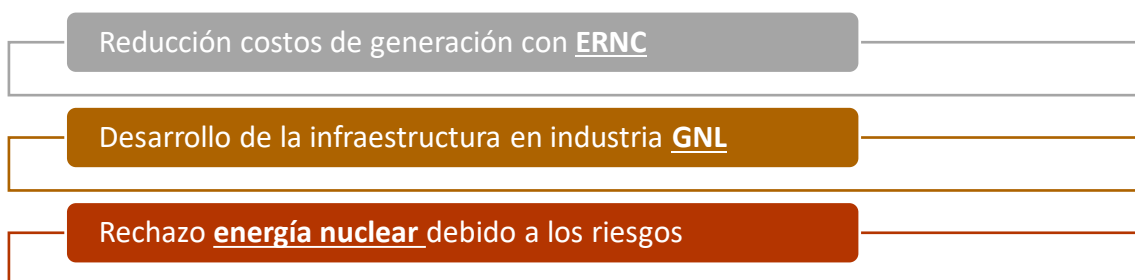 Reducción costos de generación con ERNC
Desarrollo de la infraestructura en industria GNL
Rechazo energía nuclear debido a los riesgos